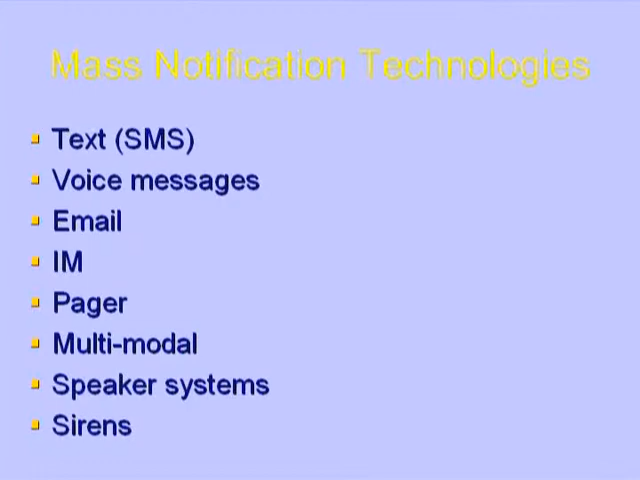 Mass Notification Technologies
Text (SMS)
Voice messages
Email
IM
Pager
Multi-modal
Speaker systems
Sirens